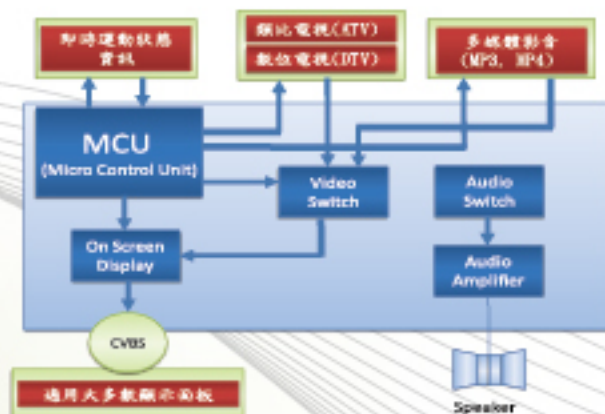 即時運動狀態
資訊
類比電視(ATV)
數位電視(DTV)
多媒體影音
(MP3, MP4)
MCU
(Micro Control Unit)
Video
Switch
Audio
Switch
On Screen
Display
Audio
Amplifier
CVBS
適用大多數顯示面板
Speaker